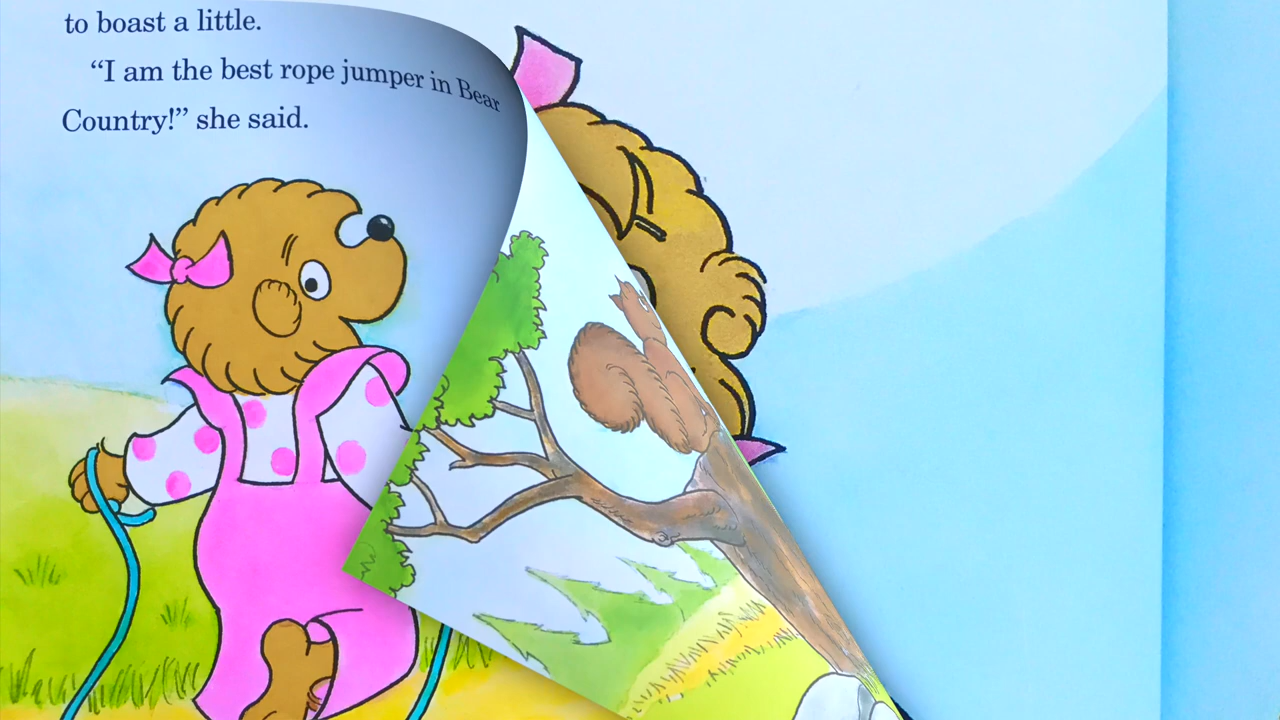 to boast a little.
“I am the best rope jumper in Bear
Country!” she said.